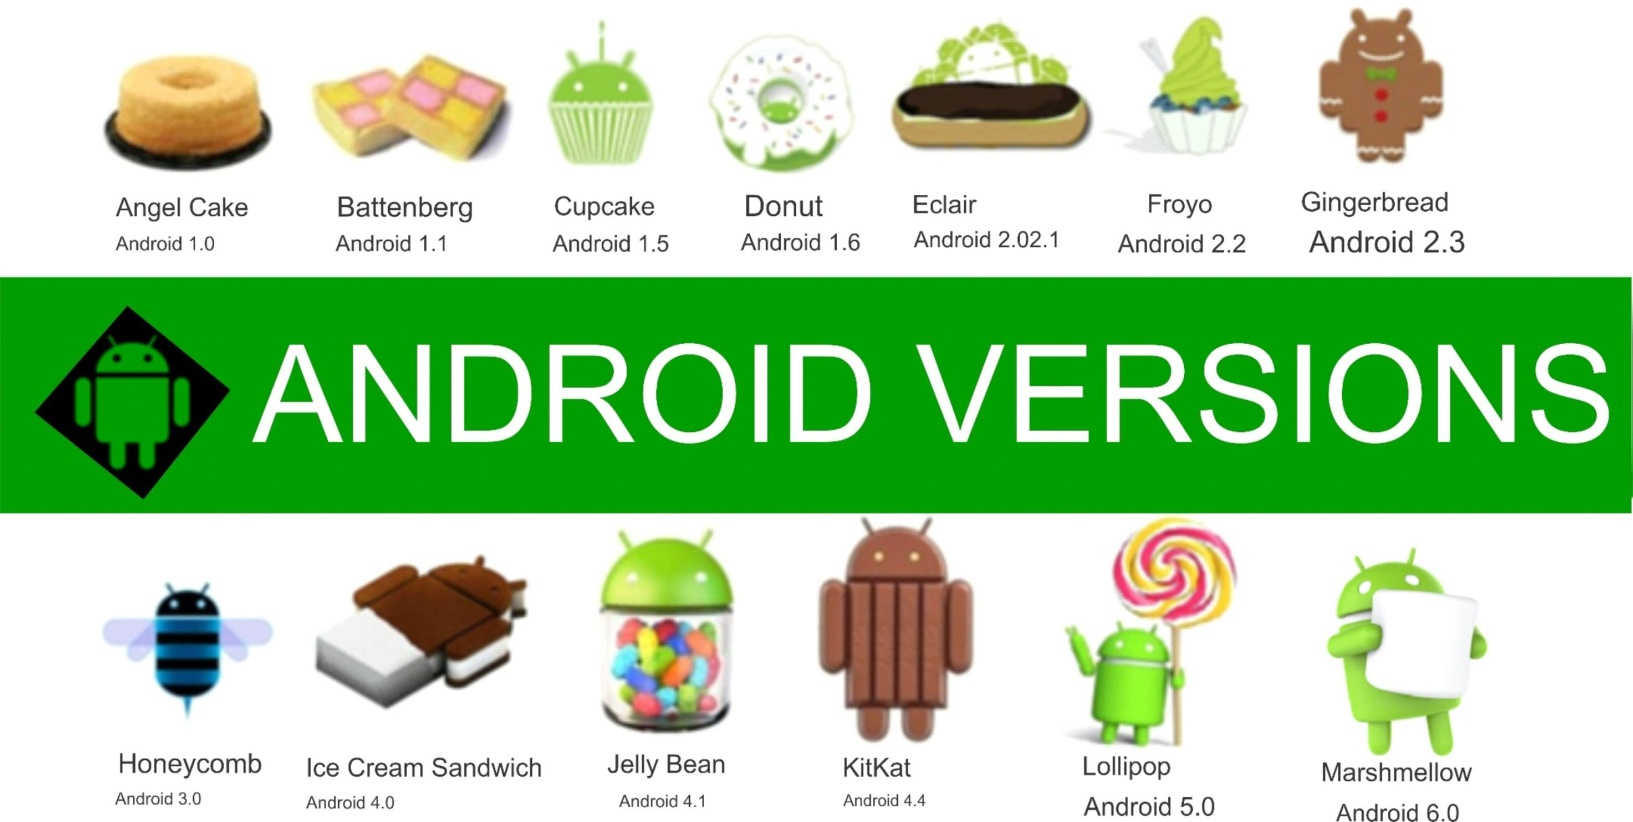 Angel Cake
Android 1.0
Battenberg
Android 1.1
Cupcake
Android 1.5
Donut
Android 1.6
Eclair
Android 2.02.1
Froyo
Android 2.2
Gingerbread
Android 2.3
ANDROID VERSIONS
Honeycomb
Android 3.0
Ice Cream Sandwich
Android 4.0
Jelly Bean
Android 4.1
KitKat
Android 4.4
Lollipop
Android 5.0
Marshmellow
Android 6.0